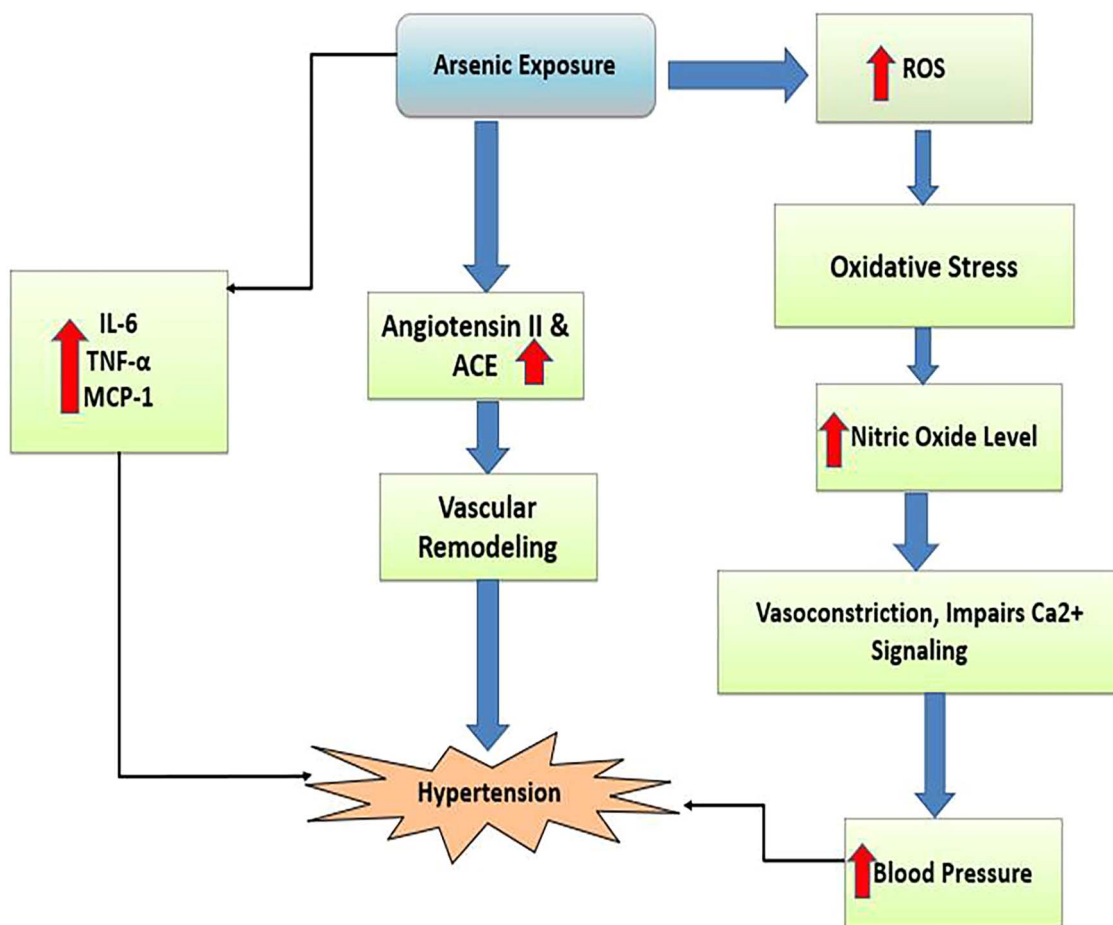 Arsenic Exposure
ROS
Oxidative Stress
IL-6
TNF-α
MCP-1
Angiotensin II &
ACE
Nitric Oxide Level
Vascular
Remodeling
Vasoconstriction, Impairs Ca2+
Signaling
Hypertension
Blood Pressure